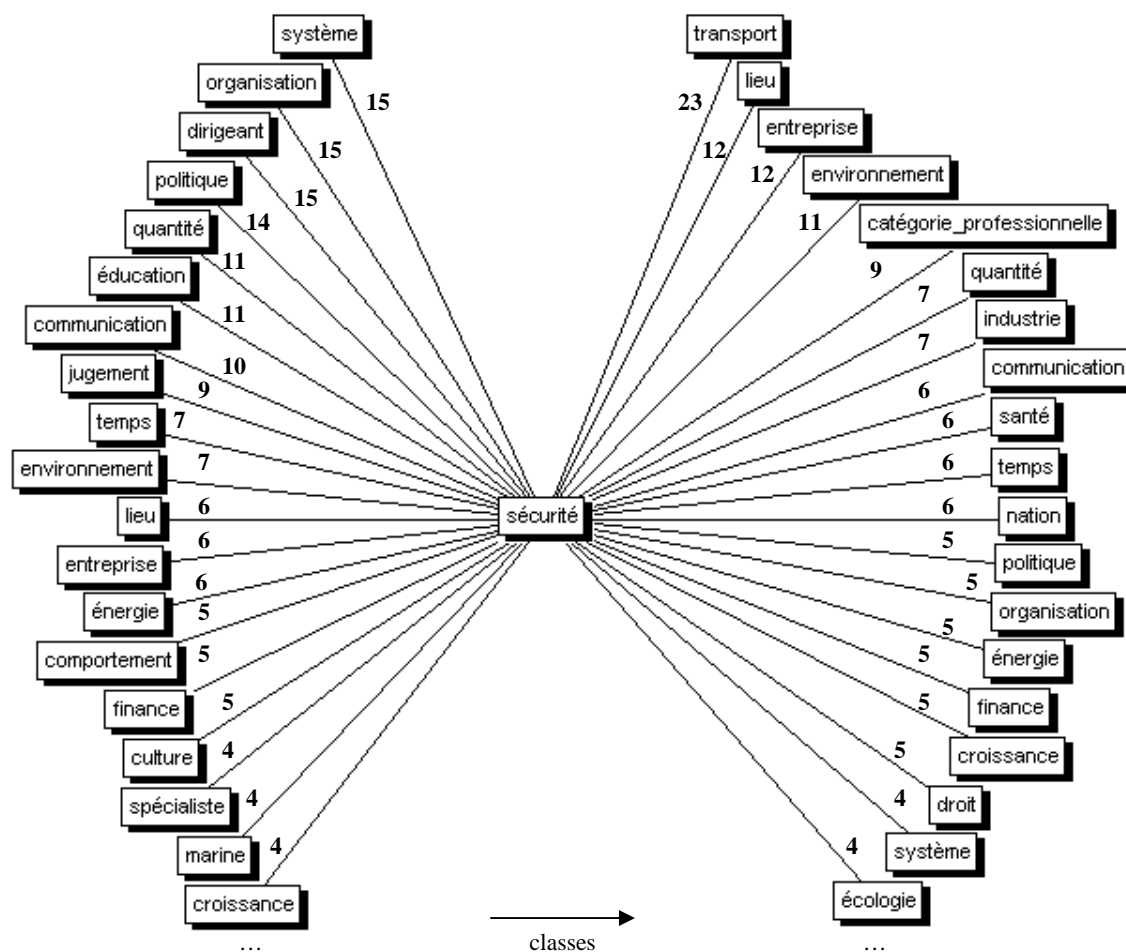 système
organisation
dirigeant
politique
quantité
éducation
communication
jugement
temps
environnement
lieu
entreprise
énergie
comportement
finance
culture
spécialiste
marine
croissance
…
15
15
15
14
11
11
10
9
7
7
6
6
6
5
5
5
4
4
4
sécurité
classes
23
12
12
11
9
7
7
6
6
6
6
5
5
5
5
5
5
4
4
transport
lieu
entreprise
environnement
catégorie_professionnelle
quantité
industrie
communication
santé
temps
nation
politique
organisation
énergie
finance
croissance
droit
système
écologie
…